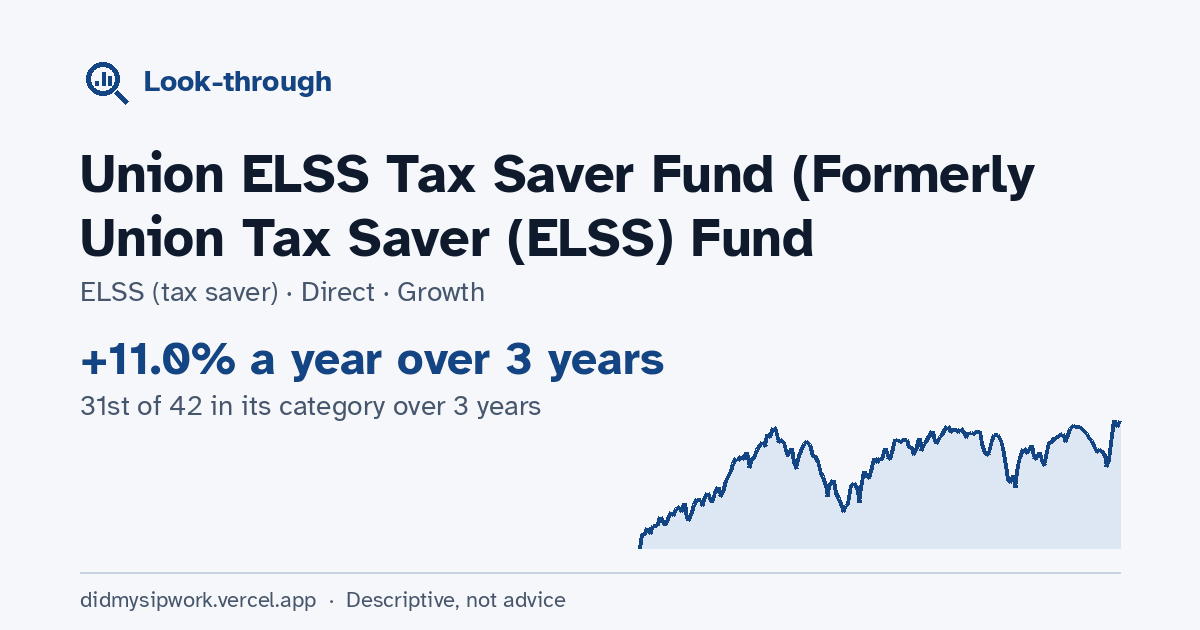 Look-through
Union ELSS Tax Saver Fund (Formerly
Union Tax Saver (ELSS) Fund
ELSS (tax saver) · Direct · Growth
+11.0% a year over 3 years
31st of 42 in its category over 3 years
didmysipwork.vercel.app · Descriptive, not advice